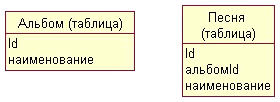 Альбом (таблица)
Id
наименование
Песня
(таблица)
Id
альбомId
наименование